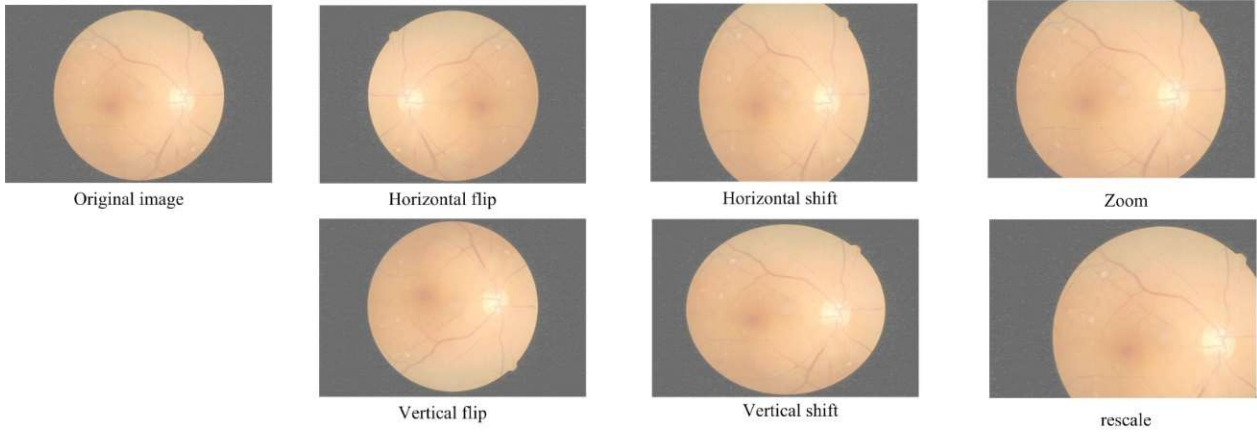 Original image
Horizontal flip
Horizontal shift
Zoom
Vertical flip
Vertical shift
rescale